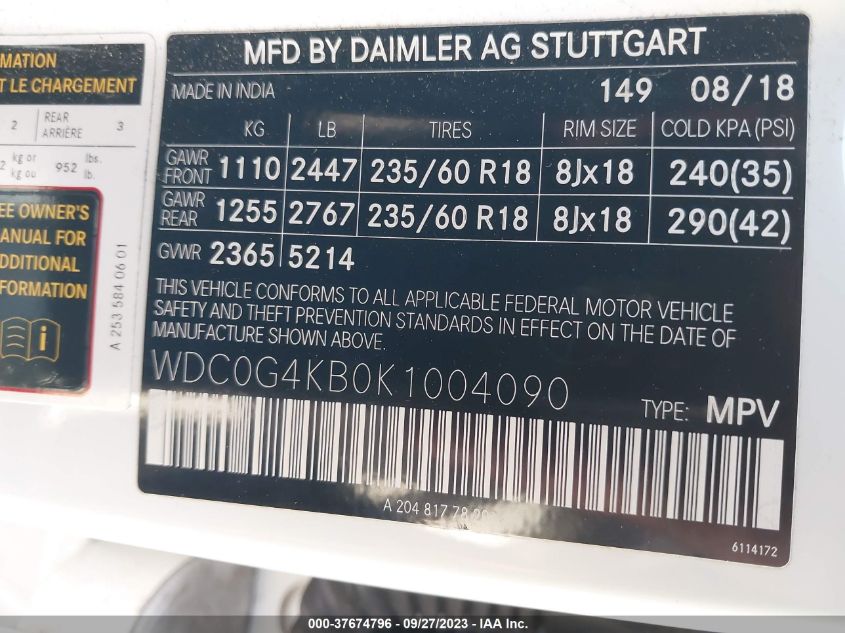 MATION
T LE CHARGEMENT
2 REAR ARRIÈRE 3
kg or kg ou 952 lbs. lb.
EE OWNER'S
ANUAL FOR
DDITIONAL
FORMATION
A 253 584 06 01
MFD BY DAIMLER AG STUTTGART
MADE IN INDIA 149 08/18
KG LB TIRES RIM SIZE COLD KPA (PSI)
GAWR FRONT 1110 2447 235/60 R18 8Jx18 240(35)
GAWR REAR 1255 2767 235/60 R18 8Jx18 290(42)
GVWR 2365 5214
THIS VEHICLE CONFORMS TO ALL APPLICABLE FEDERAL MOTOR VEHICLE
SAFETY AND THEFT PREVENTION STANDARDS IN EFFECT ON THE DATE OF
MANUFACTURE SHOWN ABOVE.
WDC0G4KB0K1004090
TYPE: MPV
A 204 817 78
6114172
000-37674796 - 09/27/2023 - IAA Inc.